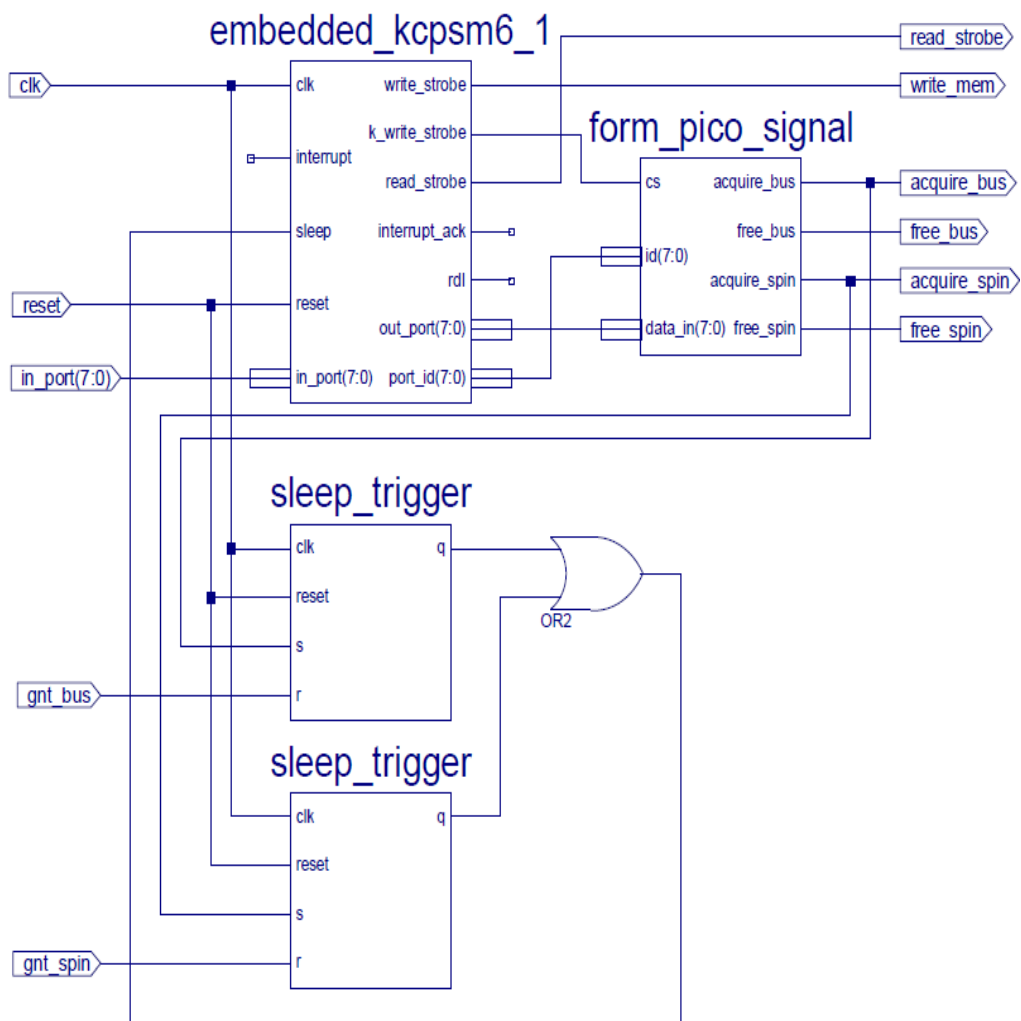 embedded_kcpsm6_1
read_strobe
clk
clk
write_strobe
write_mem
k_write_strobe
form_pico_signal
interrupt
read_strobe
cs
acquire_bus
acquire_bus
sleep
interrupt_ack
free_bus
free_bus
id(7:0)
rdl
acquire_spin
acquire_spin
reset
reset
out_port(7:0)
data_in(7:0)
free_spin
free_spin
in_port(7:0)
in_port(7:0)
port_id(7:0)
sleep_trigger
clk
q
reset
OR2
s
gnt_bus
r
sleep_trigger
clk
q
reset
s
gnt_spin
r